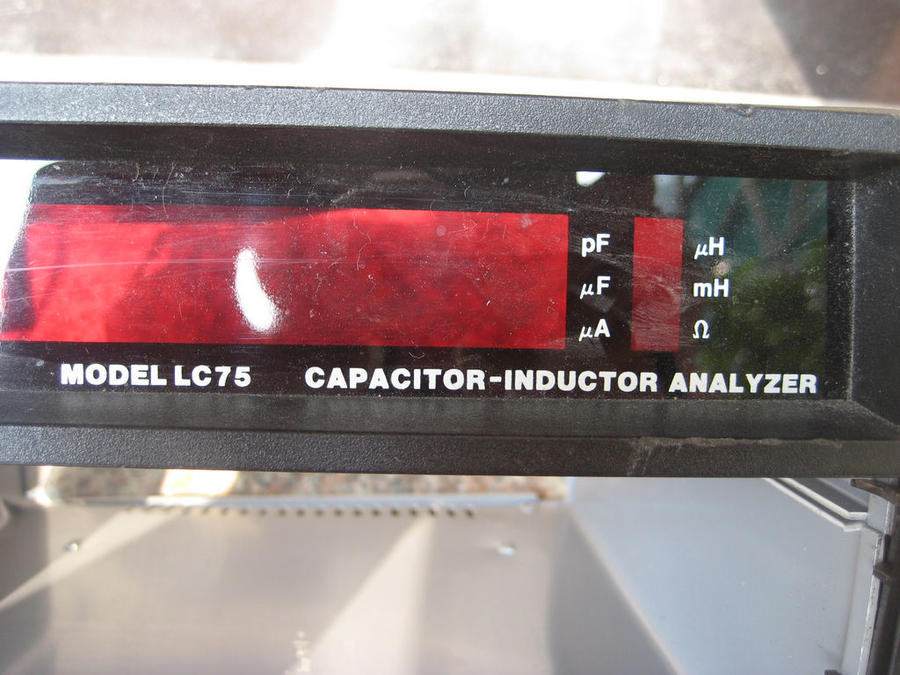 pF
μH
μF
mH
μA
Ω
MODEL LC75 CAPACITOR-INDUCTOR ANALYZER